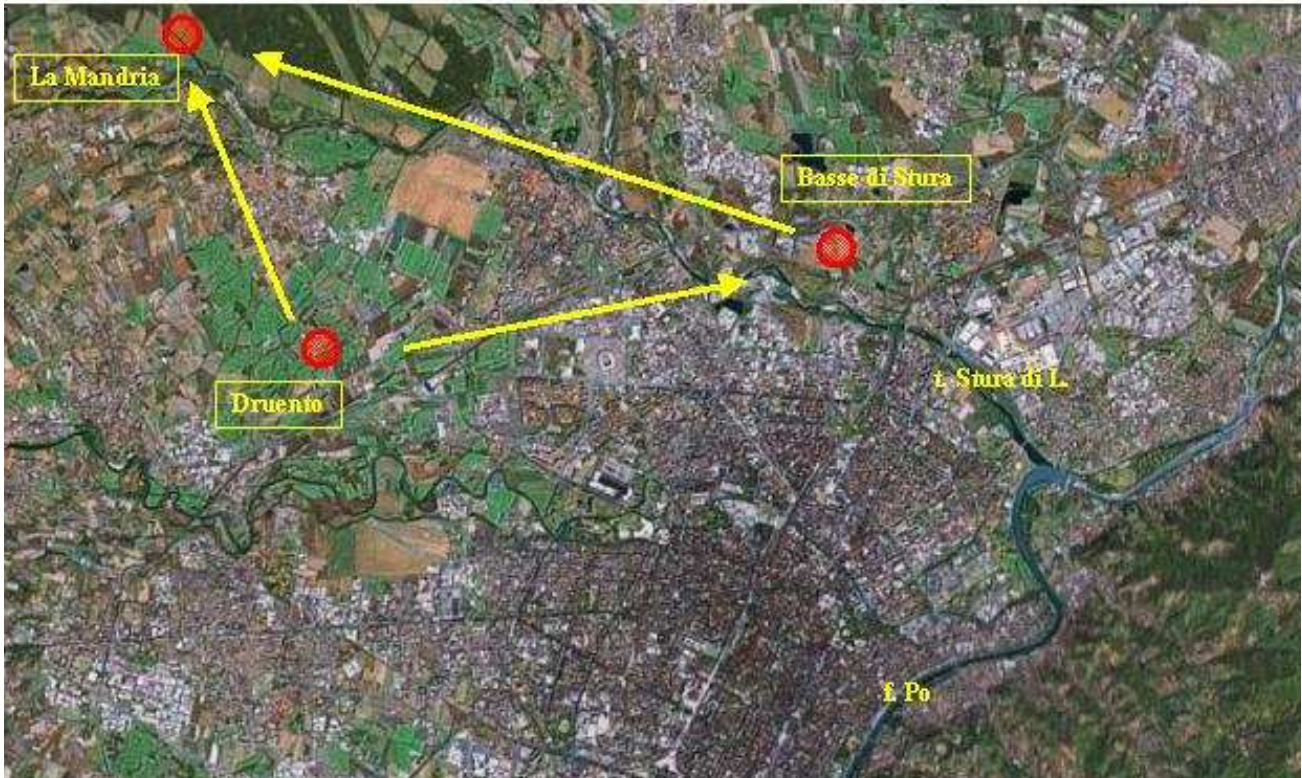 La Mandria
Basse di Stura
t. Stura di L.
Druento
f. Po